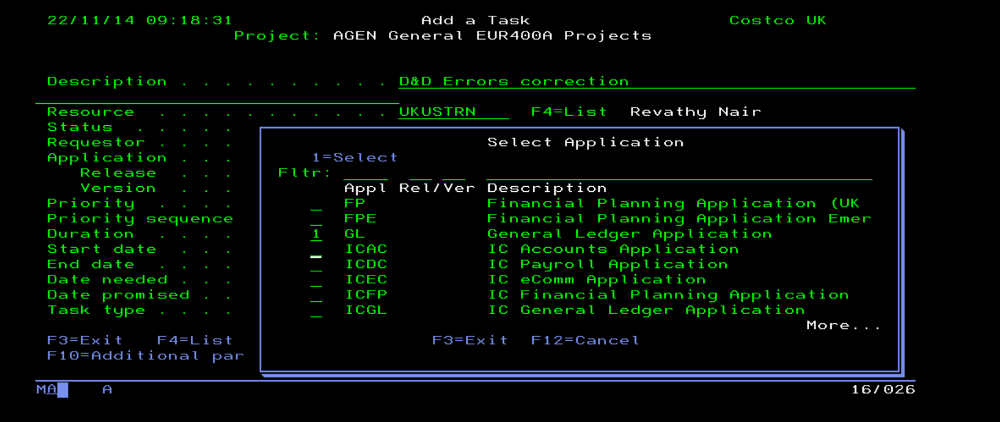 22/11/14 09:18:31 Add a Task Costco UK
Project: AGEN General EUR400A Projects
Description . . . . . . . . . . D&D Errors correction
Resource . . . . . . . . . . . UKUSTRN F4=List Revathy Nair
Status . . . . .
Requestor . . . . Select Application
Application . . . 1=Select
Release . . . Fltr:
Version . . . Appl Rel/Ver Description
Priority . . . . FP Financial Planning Application (UK
Priority sequence FPE Financial Planning Application Emer
Duration . . . . 1 GL General Ledger Application
Start date . . . ICAC IC Accounts Application
End date . . . . ICDC IC Payroll Application
Date needed . . . ICEC IC eComm Application
Date promised . . ICFP IC Financial Planning Application
Task type . . . . ICGL IC General Ledger Application
More...
F3=Exit F4=List F3=Exit F12=Cancel
F10=Additional par
MA A 16/026